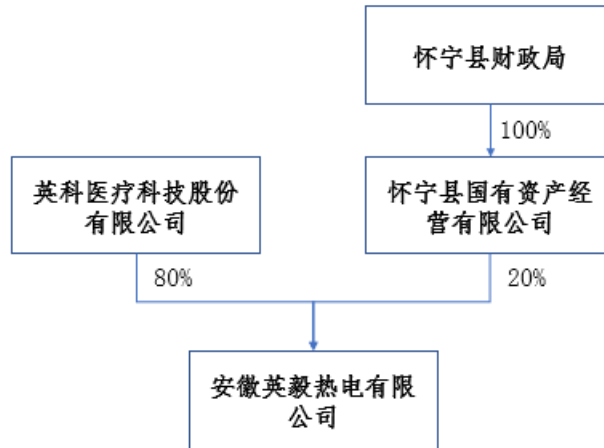 怀宁县财政局
100%
英科医疗科技股份
有限公司
怀宁县国有资产经
营有限公司
80%
20%
安徽英毅热电有限
公司